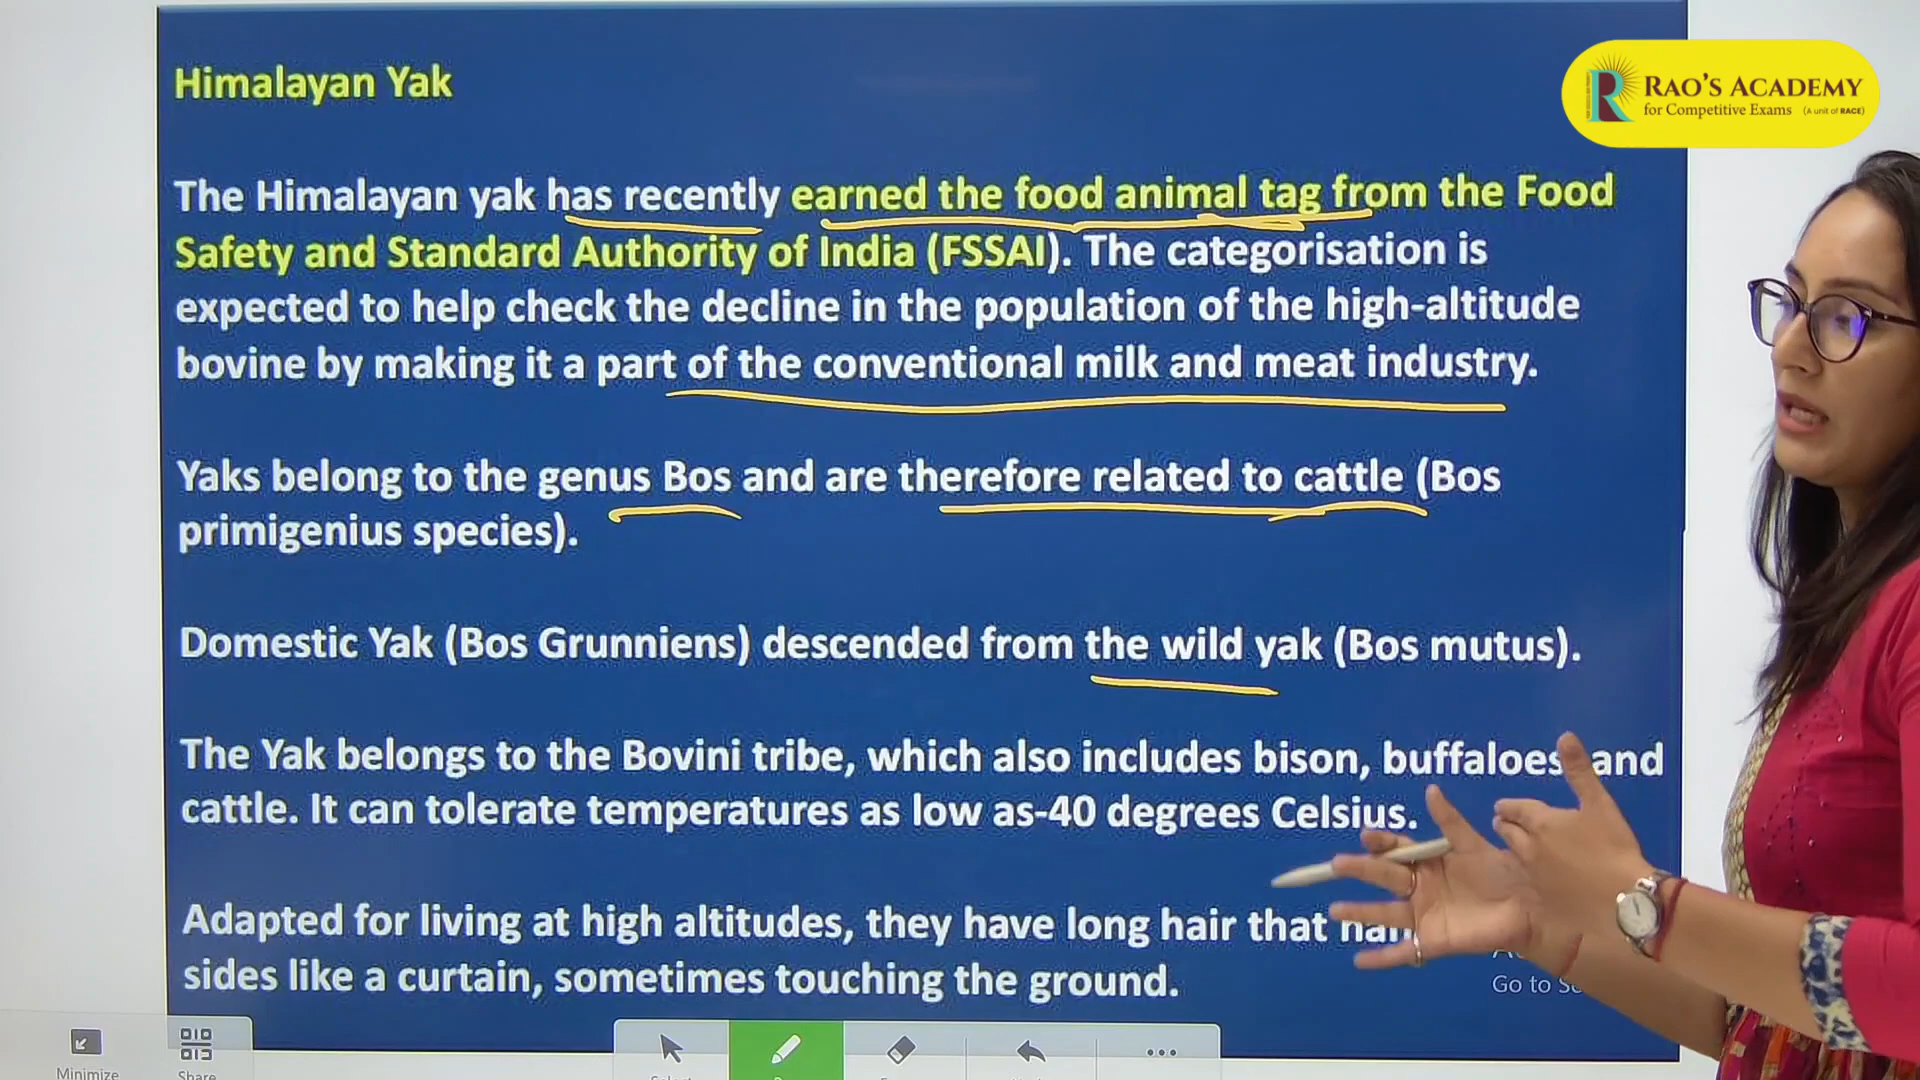 Himalayan Yak
RAO'S ACADEMY
for Competitive Exams (A unit of RACE)
The Himalayan yak has recently earned the food animal tag from the Food
Safety and Standard Authority of India (FSSAI). The categorisation is
expected to help check the decline in the population of the high-altitude
bovine by making it a part of the conventional milk and meat industry.
Yaks belong to the genus Bos and are therefore related to cattle (Bos
primigenius species).
Domestic Yak (Bos Grunniens) descended from the wild yak (Bos mutus).
The Yak belongs to the Bovini tribe, which also includes bison, buffaloes and
cattle. It can tolerate temperatures as low as-40 degrees Celsius.
Adapted for living at high altitudes, they have long hair that
sides like a curtain, sometimes touching the ground.
Go to
Minimize
Share
Select